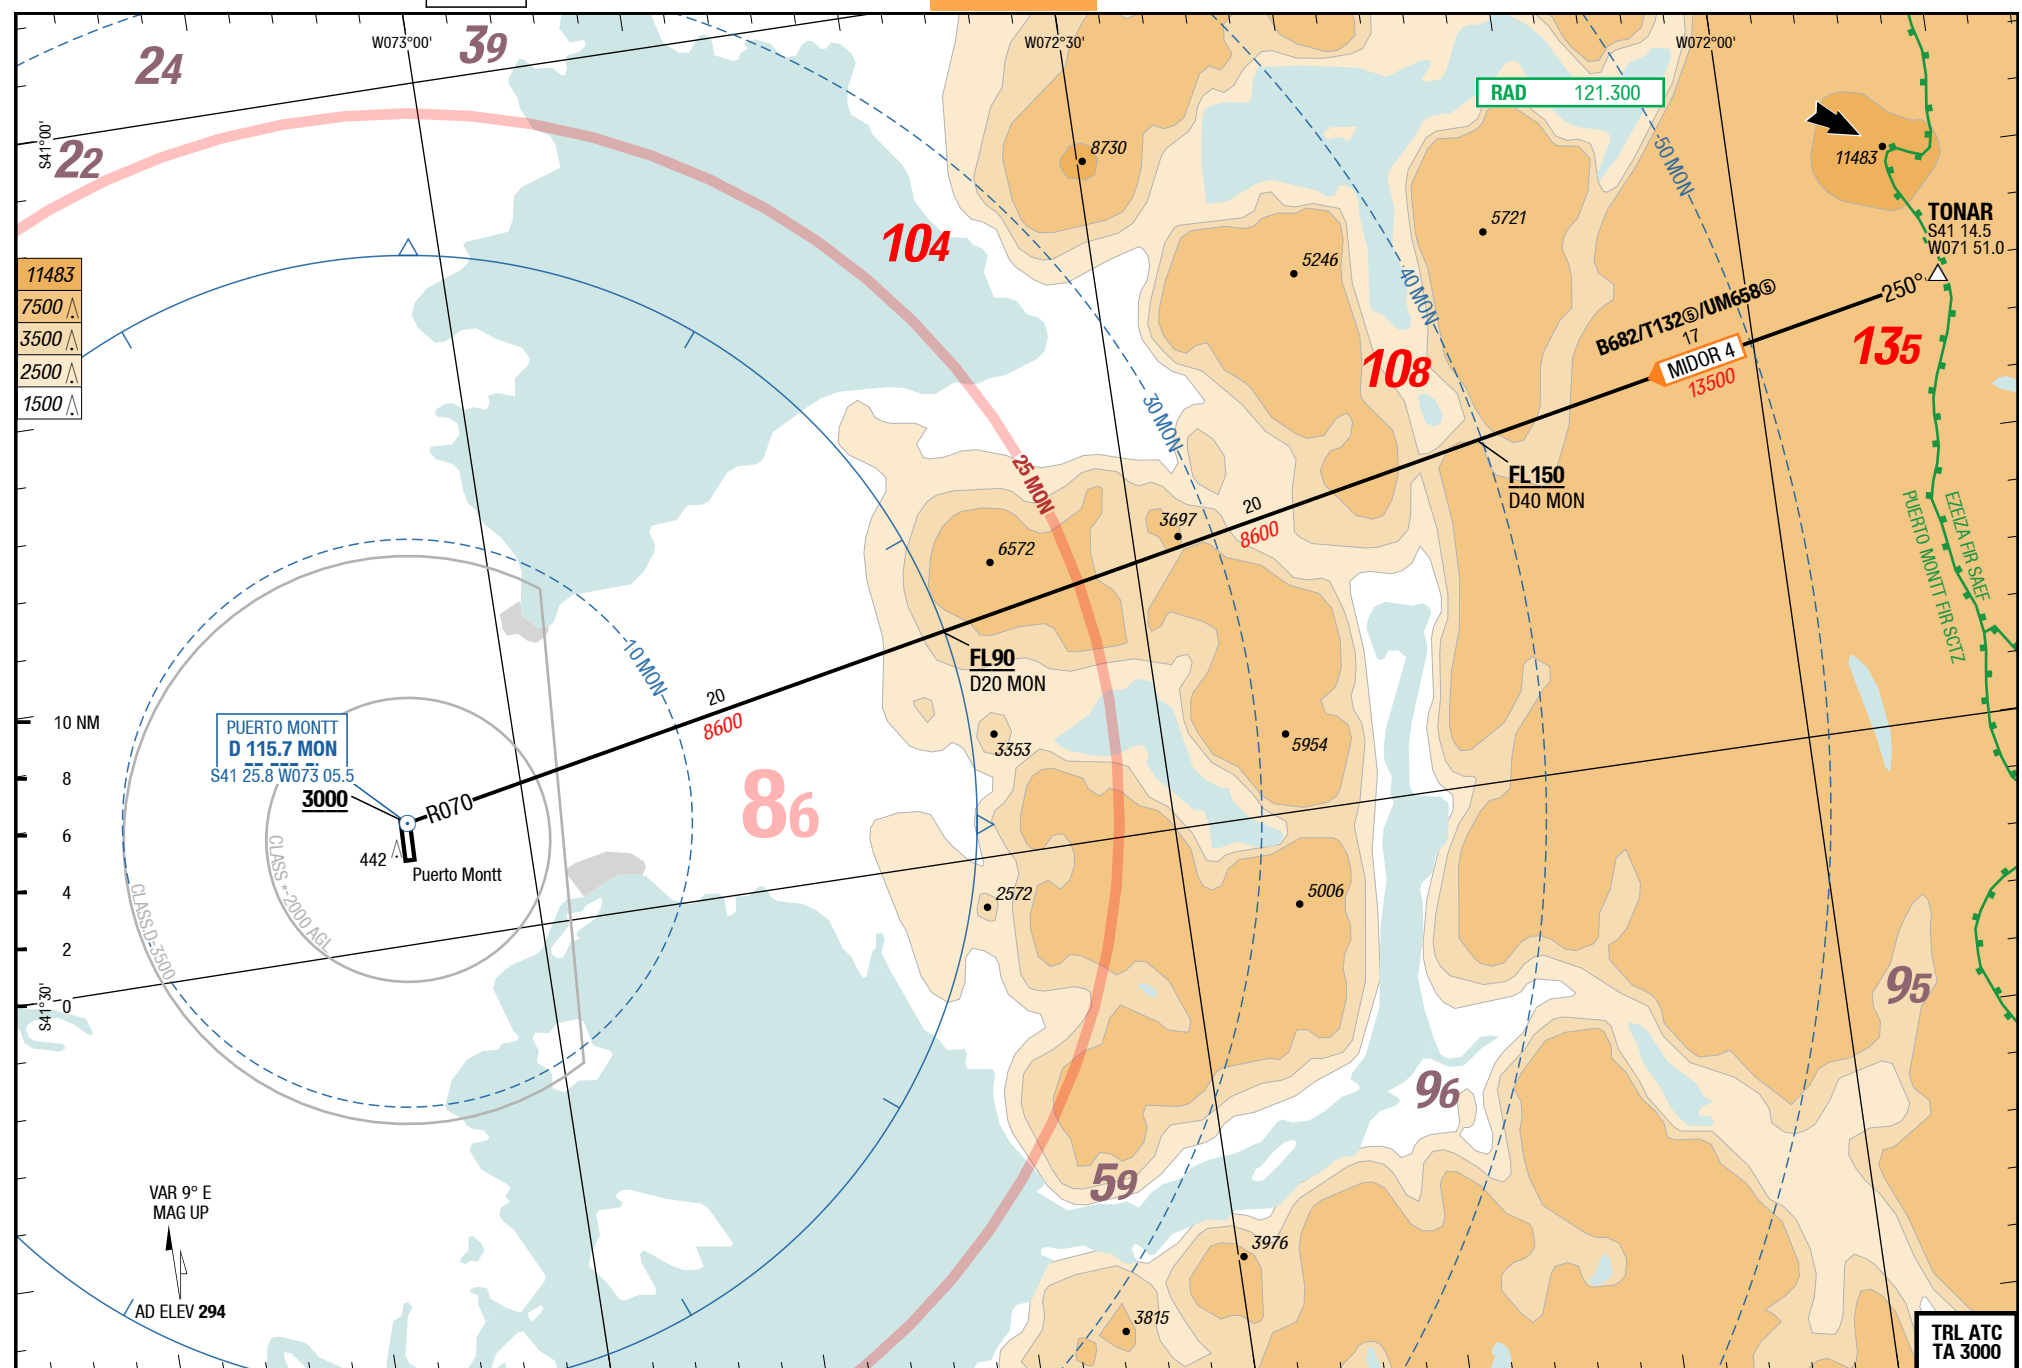 W073°00'
W072°30'
W072°00'
24
39
22
S41°00'
RAD 121.300
8730
11483
50 MON
TONAR
S41 14.5
W071 51.0
5721
104
5246
40 MON
250°
11483
7500
3500
2500
1500
B682/T132⑤/UM658⑤
17
MIDOR 4
13500
135
108
30 MON
25 MON
FL150
D40 MON
20
8600
3697
6572
EZEIZA FIR SAEF
PUERTO MONTT FIR SCTZ
10 MON
FL90
D20 MON
20
8600
10 NM
8
6
4
2
0
PUERTO MONTT
D 115.7 MON
S41 25.8 W073 05.5
3000
R070
3353
5954
86
442
Puerto Montt
CLASS *-2000 AGL
CLASS D-3500
2572
5006
S41°30'
95
96
59
VAR 9° E
MAG UP
AD ELEV 294
3976
3815
TRL ATC
TA 3000